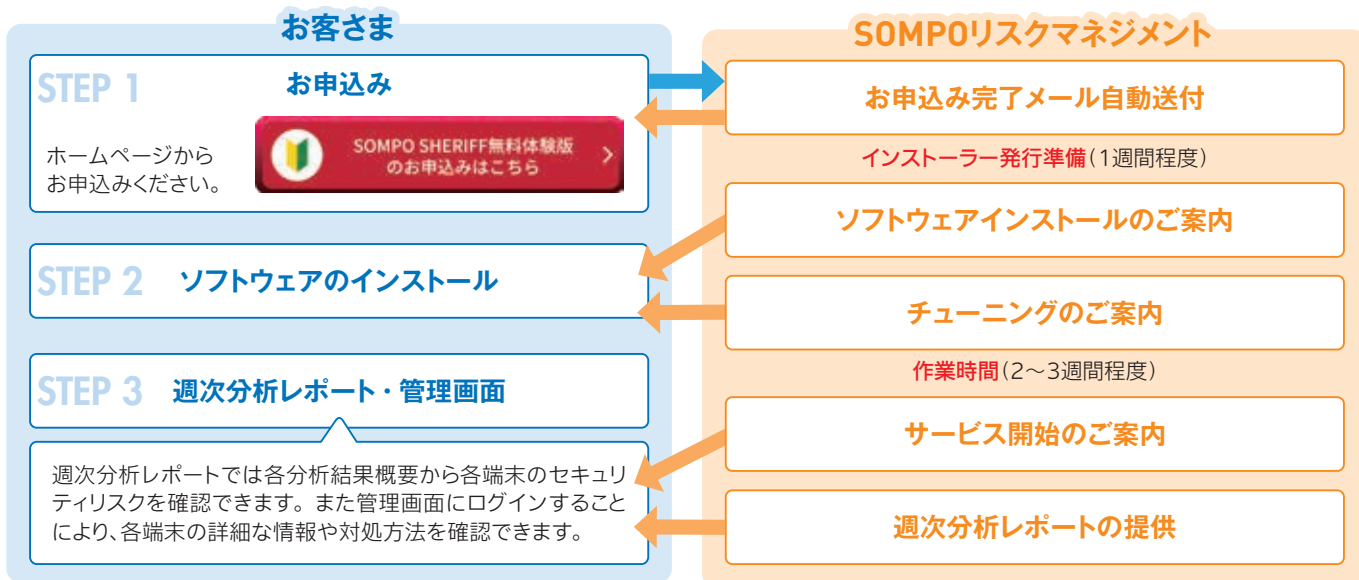 お客さま
STEP 1
お申込み
ホームページから
お申込みください。
SOMPO SHERIFF無料体験版
のお申込みはこちら
STEP 2
ソフトウェアのインストール
STEP 3
週次分析レポート・管理画面
週次分析レポートでは各分析結果概要から各端末のセキュリ
ティリスクを確認できます。また管理画面にログインすること
により、各端末の詳細な情報や対処方法を確認できます。
SOMPOリスクマネジメント
お申込み完了メール自動送付
インストーラー発行準備(1週間程度)
ソフトウェアインストールのご案内
チューニングのご案内
作業時間(2~3週間程度)
サービス開始のご案内
週次分析レポートの提供